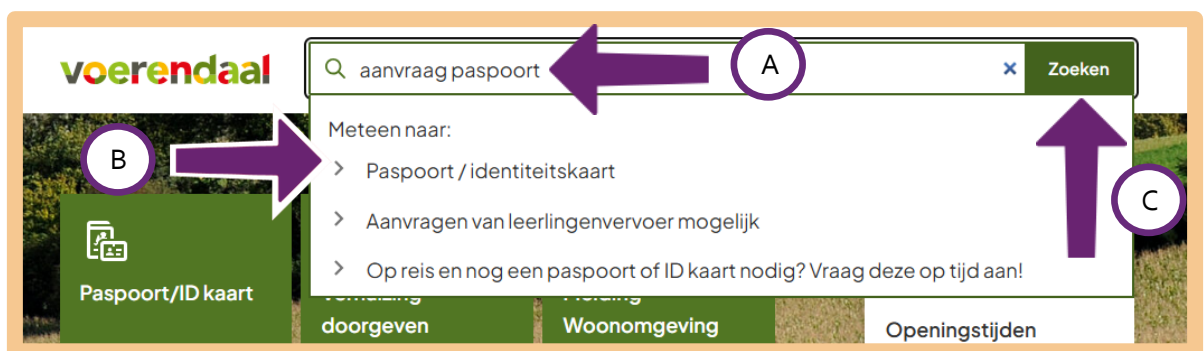 voerendaal
aanvraag paspoort
A
× Zoeken
Meteen naar:
B
Paspoort / identiteitskaart
C
Aanvragen van leerlingenvervoer mogelijk
Op reis en nog een paspoort of ID kaart nodig? Vraag deze op tijd aan!
Paspoort/ID kaart
doorgeven
Woonomgeving
Openingstijden